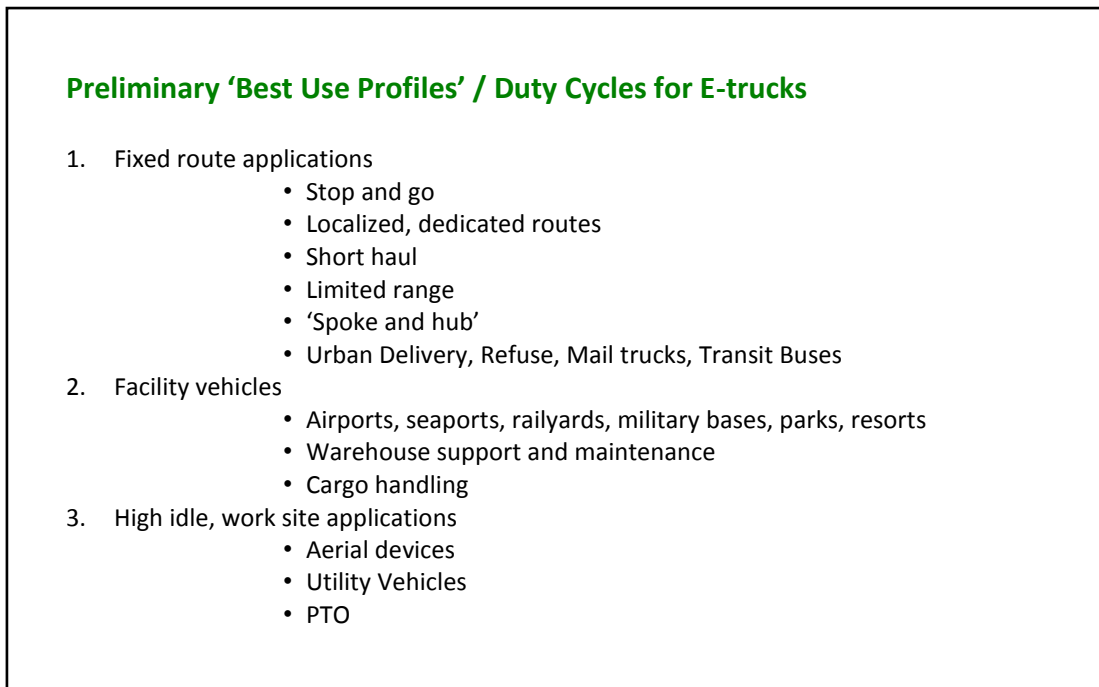 Preliminary ‘Best Use Profiles’ / Duty Cycles for E-trucks
1. Fixed route applications
• Stop and go
• Localized, dedicated routes
• Short haul
• Limited range
• ‘Spoke and hub’
• Urban Delivery, Refuse, Mail trucks, Transit Buses
2. Facility vehicles
• Airports, seaports, railyards, military bases, parks, resorts
• Warehouse support and maintenance
• Cargo handling
3. High idle, work site applications
• Aerial devices
• Utility Vehicles
• PTO